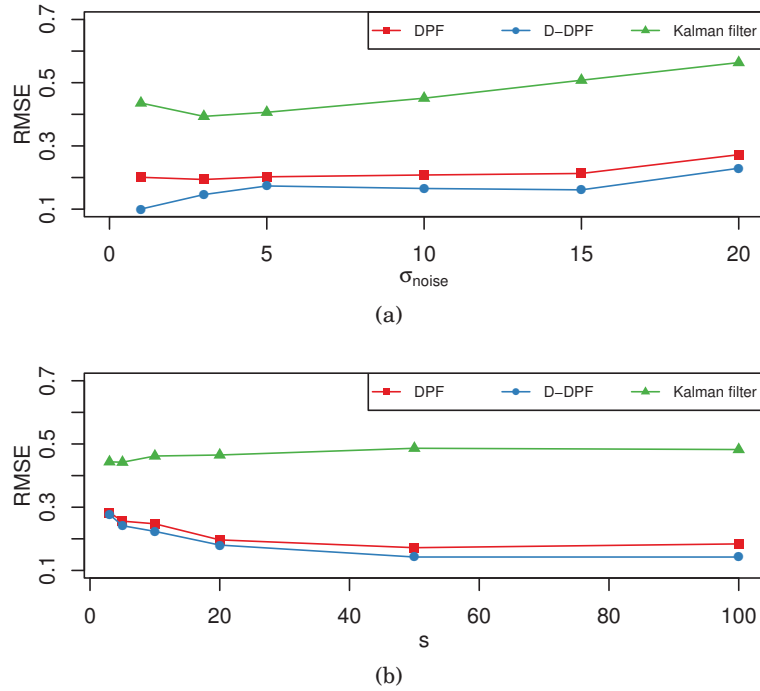 DPF D−DPF Kalman filter
0.7
0.5
0.3
0.1
RMSE
0 5 10 15 20
σnoise
(a)
DPF D−DPF Kalman filter
0.7
0.5
0.3
0.1
RMSE
0 20 40 60 80 100
s
(b)